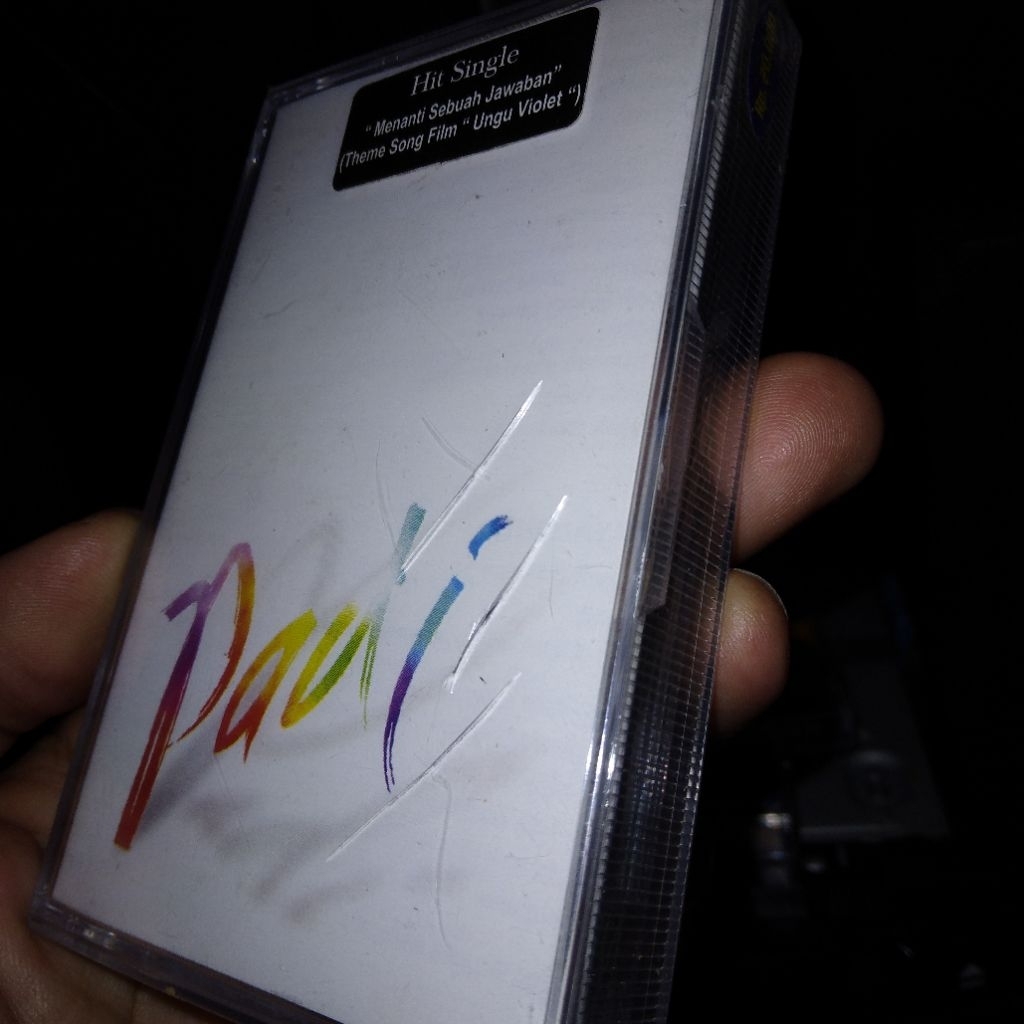 Hit Single
" Menanti Sebuah Jawaban"
(Theme Song Film " Ungu Violet ")
Padi